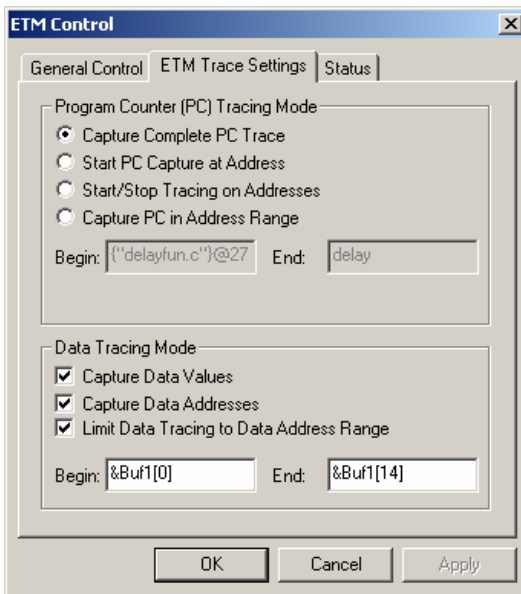 ETM Control
General Control ETM Trace Settings Status
Program Counter (PC) Tracing Mode
Capture Complete PC Trace
Start PC Capture at Address
Start/Stop Tracing on Addresses
Capture PC in Address Range
Begin: {"delayfun.c"}@27 End: delay
Data Tracing Mode
Capture Data Values
Capture Data Addresses
Limit Data Tracing to Data Address Range
Begin: &Buf1[0] End: &Buf1[14]
OK Cancel Apply